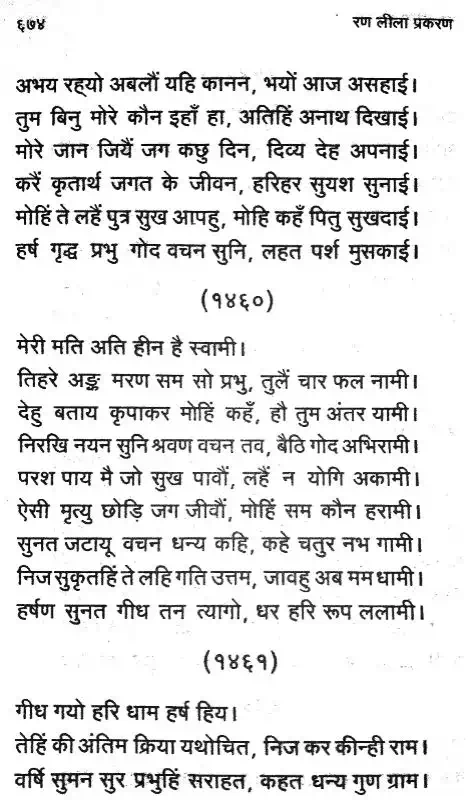 ६७४ रण लीला प्रकरण
अभय रह्यो अबलौं यहि कानन, भयों आज असहाई।
तुम बिनु मोरे कौन इहाँ हा, अतिहिं अनाथ दिखाई।
मोरे जान जियैं जग कछु दिन, दिव्य देह अपनाई।
करैं कृतार्थ जगत के जीवन, हरिहर सुयश सुनाई।
मोहिं ते लहैं पुत्र सुख आपहु, मोहि कहँ पितु सुखदाई।
हर्ष गृद्ध प्रभु गोद वचन सुनि, लहत पर्श मुसकाई।
(१४६०)
मेरी मति अति हीन है स्वामी।
तिहरे अङ्क मरण सम सो प्रभु, तुलैं चार फल नामी।
देहु बताय कृपाकर मोहिं कहँ, हौ तुम अंतर यामी।
निरखि नयन सुनि श्रवण वचन तव, बैठि गोद अभिरामी।
परश पाय मै जो सुख पावौं, लहैं न योगि अकामी।
ऐसी मृत्यु छोड़ि जग जीवौं, मोहिं सम कौन हरामी।
सुनत जटायू वचन धन्य कहि, कहे चतुर नभ गामी।
निज सुकृतहिं ते लहि गति उत्तम, जावहु अब मम धामी।
हर्षण सुनत गीध तन त्यागो, धर हरि रूप ललामी।
(१४६१)
गीध गयो हरि धाम हर्ष हिय।
तेहिं की अंतिम क्रिया यथोचित, निज कर कीन्ही राम।
वर्षि सुमन सुर प्रभुहिं सराहत, कहत धन्य गुण ग्राम।